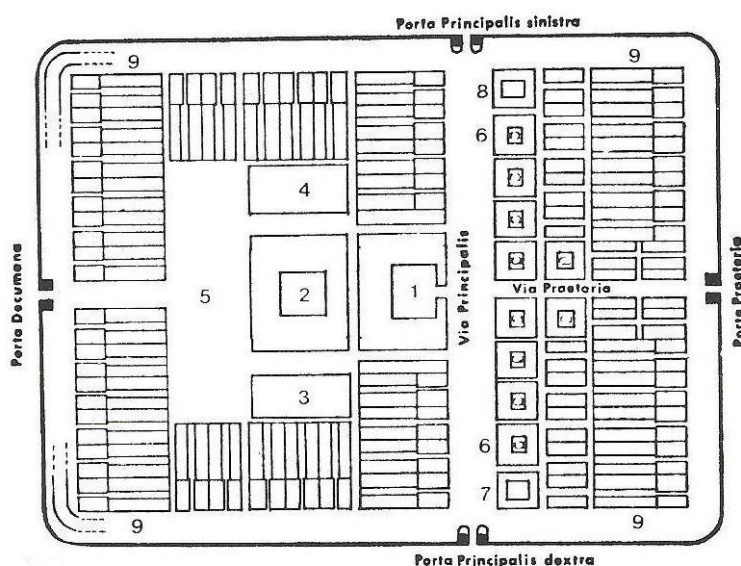 Porta Principalis sinistra
9
9
8
6
4
Porta Decumana
5
2
1
Via Principalis
Via Praetoria
Porta Praetoria
3
6
7
9
9
Porta Principalis dextra